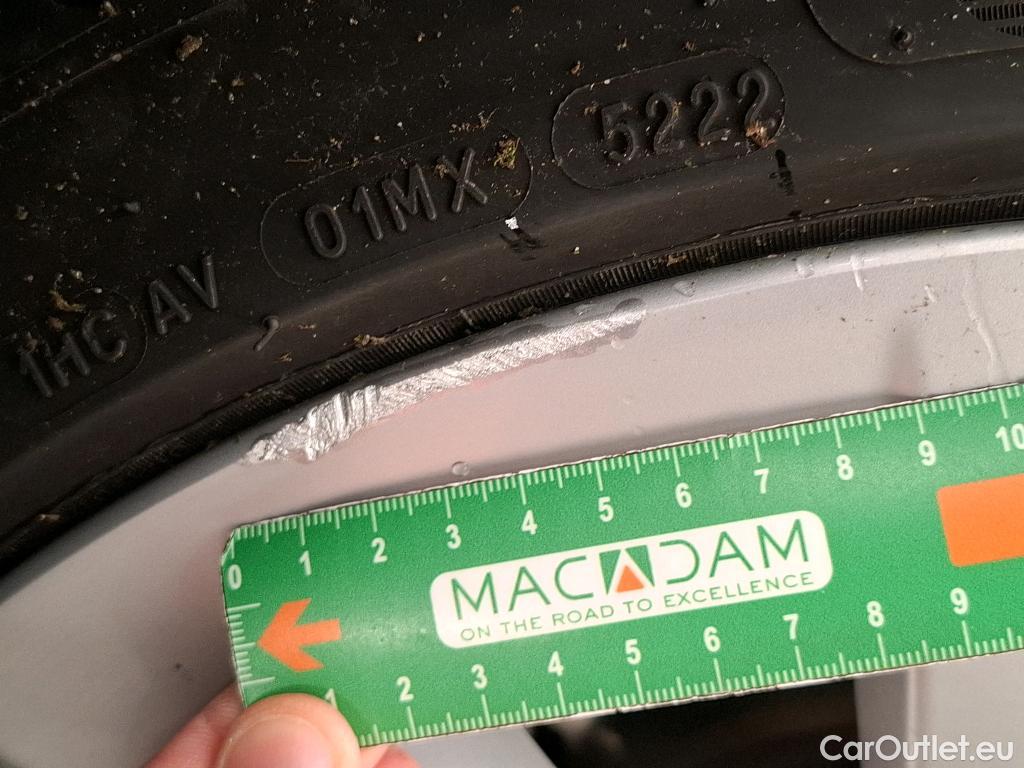 5222
01MX
1HC AV
0 1 2 3 4 5 6 7 8 9 10
MACADAM
ON THE ROAD TO EXCELLENCE
1 2 3 4 5 6 7 8 9
CarOutlet.eu